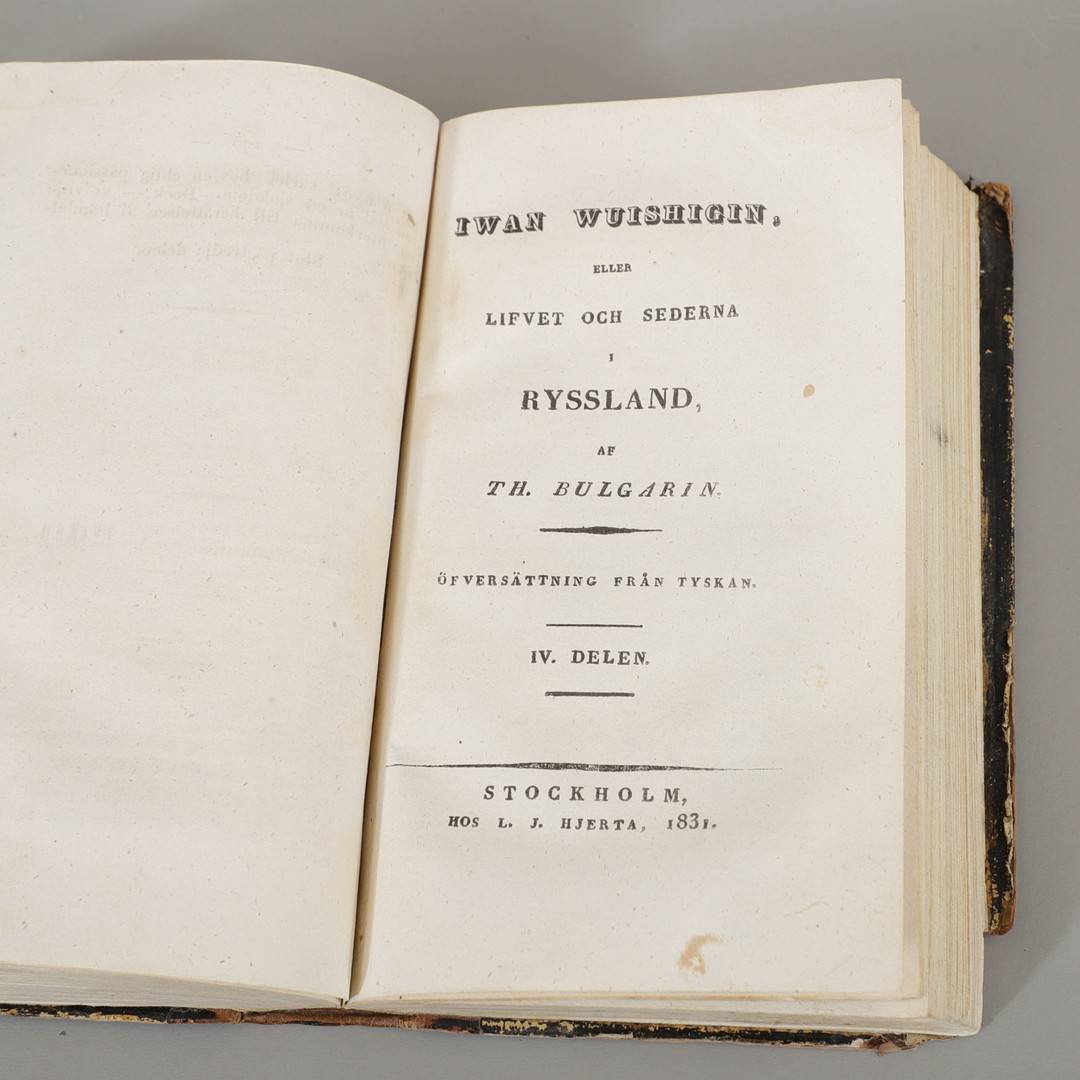 IWAN WUISHIGIN,
ELLER
LIFVET OCH SEDERNA
I
RYSSLAND,
AF
TH. BULGARIN.
ÖFVERSÄTTNING FRÅN TYSKAN.
IV. DELEN.
STOCKHOLM,
HOS L. J. HJERTA, 1831.